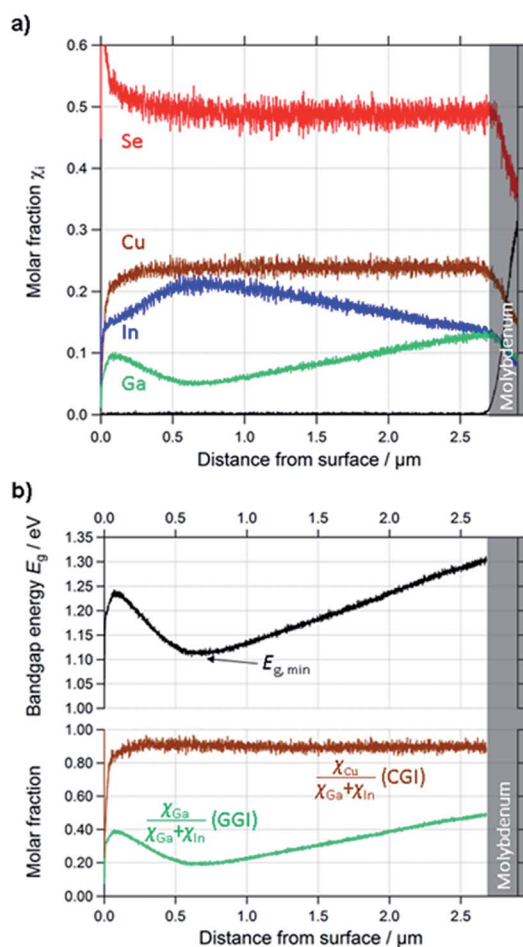 a)
0.6
0.5
0.4
0.3
0.2
0.1
0.0
Molar fraction χi
Se
Cu
In
Ga
Molybdenum
0.0 0.5 1.0 1.5 2.0 2.5
Distance from surface / µm
b)
0.0 0.5 1.0 1.5 2.0 2.5
1.35
1.30
1.25
1.20
1.15
1.10
1.05
1.00
Bandgap energy Eg / eV
Eg, min
1.00
0.80
0.60
0.40
0.20
0.00
Molar fraction
χCu
χGa+χIn (CGI)
χGa
χGa+χIn (GGI)
Molybdenum
0.0 0.5 1.0 1.5 2.0 2.5
Distance from surface / µm